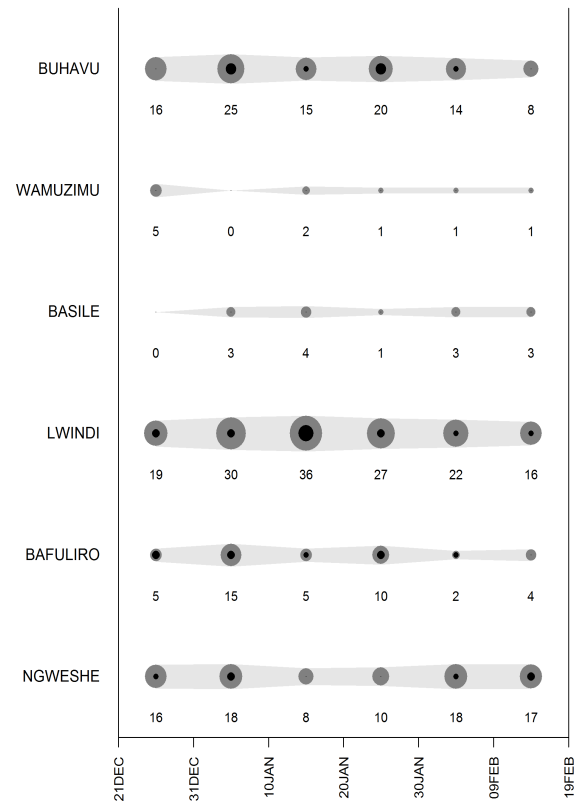 BUHAVU
16 25 15 20 14 8
WAMUZIMU
5 0 2 1 1 1
BASILE
0 3 4 1 3 3
LWINDI
19 30 36 27 22 16
BAFULIRO
5 15 5 10 2 4
NGWESHE
16 18 8 10 18 17
21DEC 31DEC 10JAN 20JAN 30JAN 09FEB 19FEB